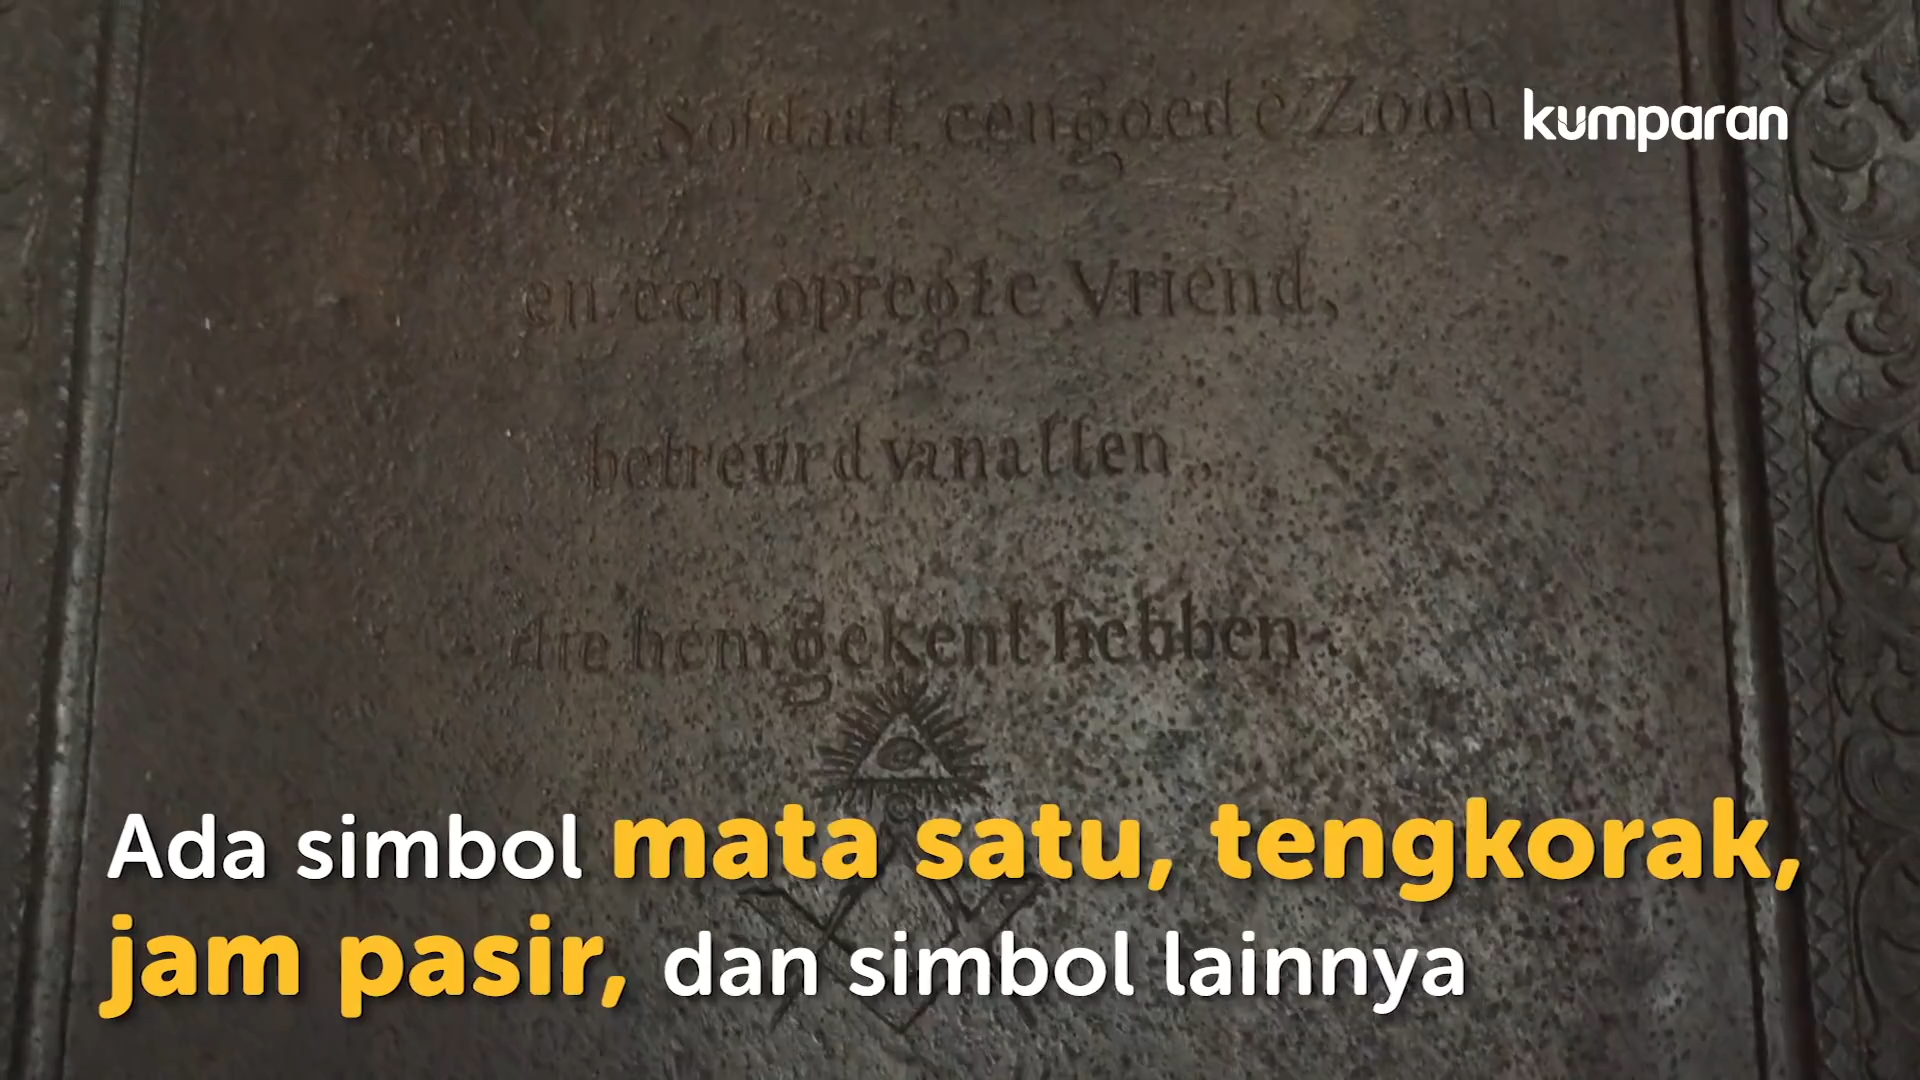 kumparan
Soldaat, een goede Zoon
en een opregte Vriend,
betreurd van allen,
die hem gekent hebben.
Ada simbol mata satu, tengkorak,
jam pasir, dan simbol lainnya